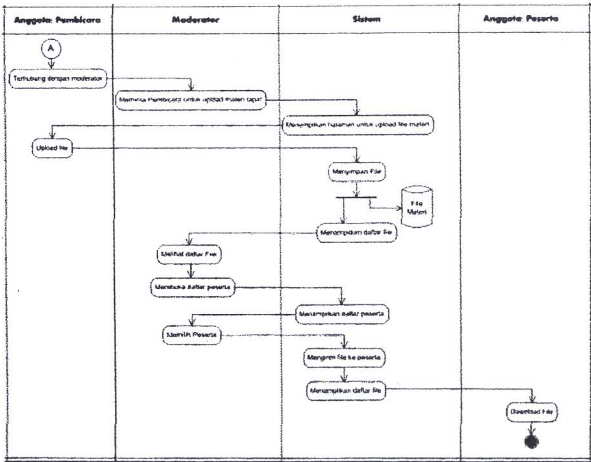 Anggota: Pembicara
Moderator
Sistem
Anggota: Peserta
A
Terhubung dengan moderator
Meminta Pembicara untuk upload materi rapat
Menampilkan halaman untuk upload file materi
Upload file
Menyimpan File
File
Materi
Menampilkan daftar file
Melihat daftar File
Membuka daftar peserta
Menampilkan daftar peserta
Memilih Peserta
Mengirim file ke peserta
Menampilkan daftar file
Download File